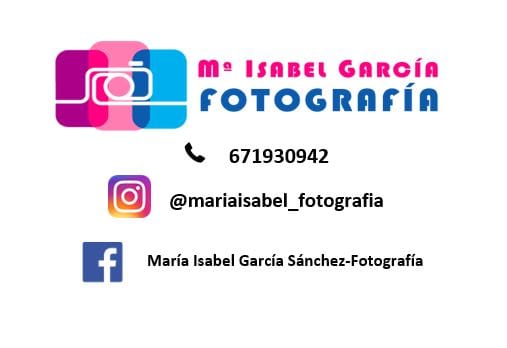 Mª ISABEL GARCÍA
FOTOGRAFÍA
671930942
@mariaisabel_fotografia
María Isabel García Sánchez-Fotografía